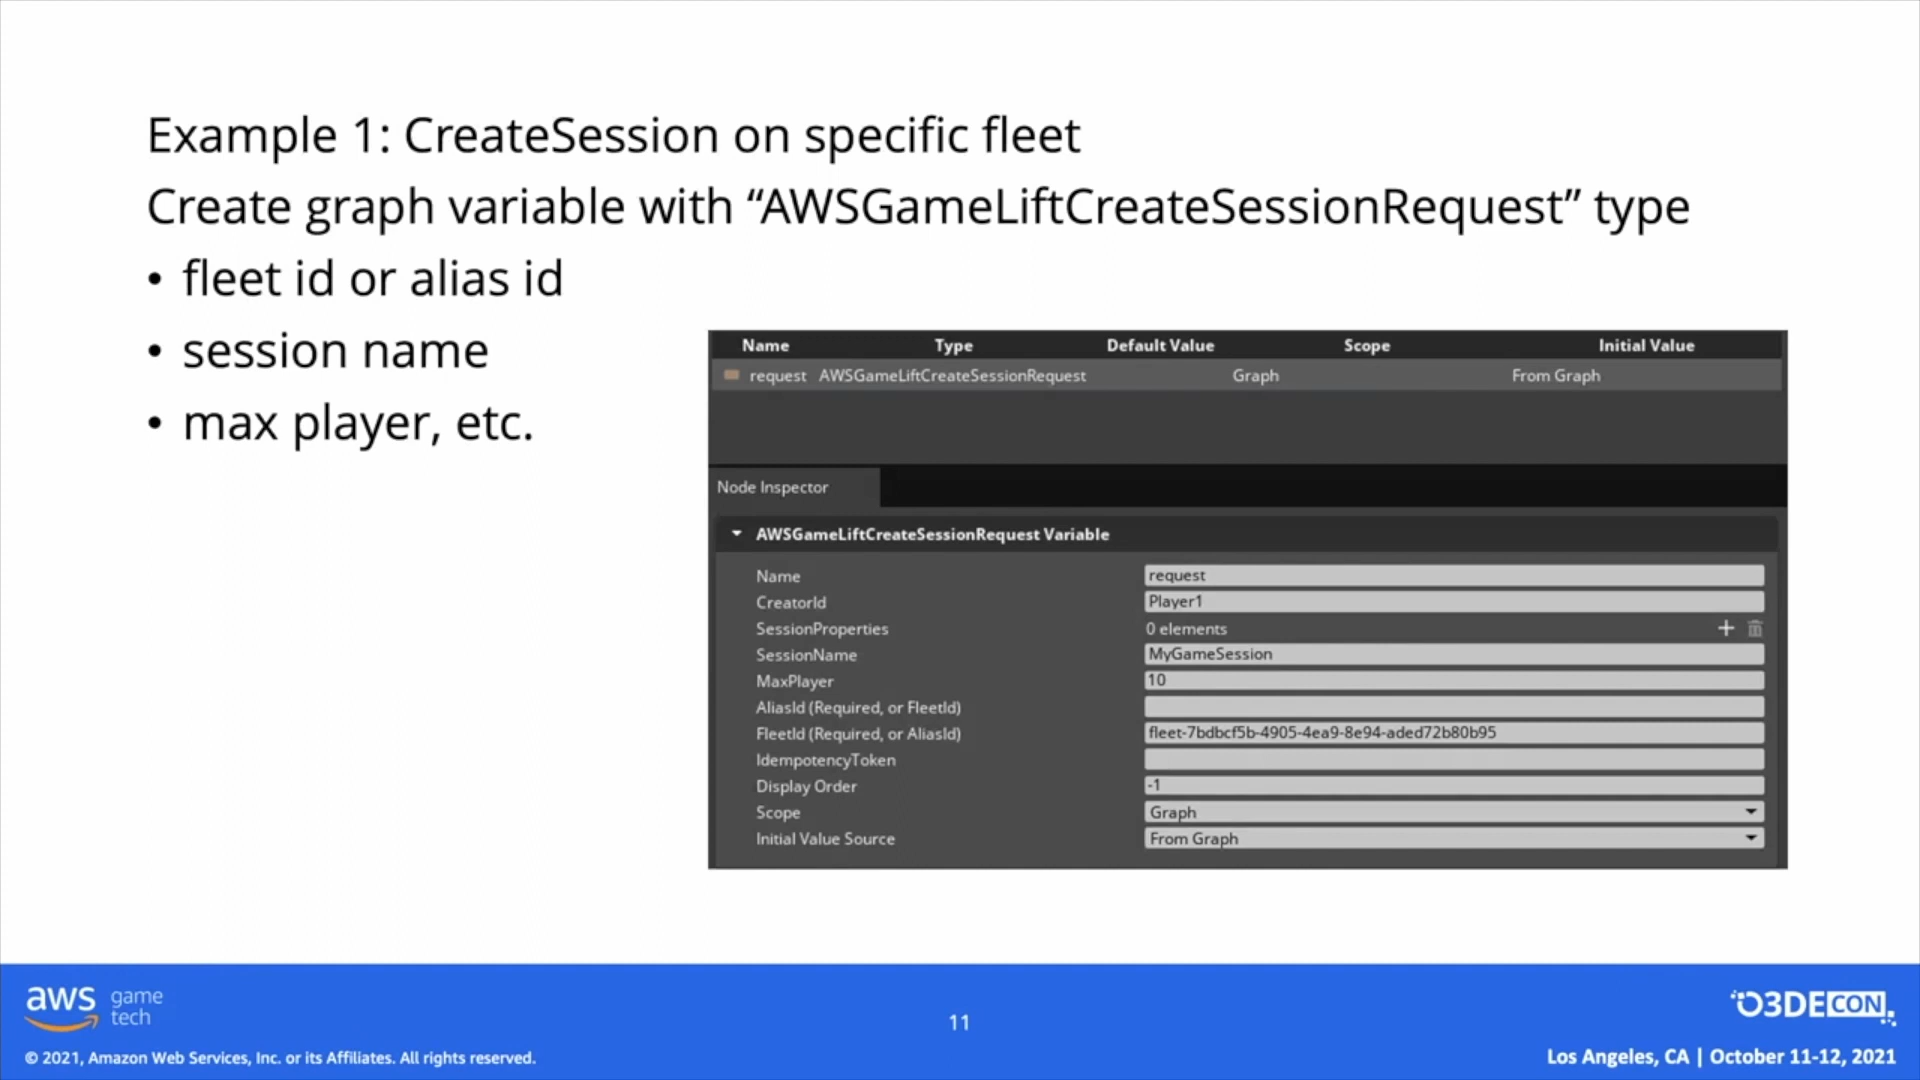 Example 1: CreateSession on specific fleet
Create graph variable with “AWSGameLiftCreateSessionRequest” type
• fleet id or alias id
• session name
• max player, etc.
Name Type Default Value Scope Initial Value
request AWSGameLiftCreateSessionRequest Graph From Graph
Node Inspector
AWSGameLiftCreateSessionRequest Variable
Name request
CreatorId Player1
SessionProperties 0 elements
SessionName MyGameSession
MaxPlayer 10
AliasId (Required, or FleetId)
FleetId (Required, or AliasId) fleet-7bdbcf5b-4905-4ea9-8e94-aded72b80b95
IdempotencyToken
Display Order -1
Scope Graph
Initial Value Source From Graph
aws game tech
11
O3DECON
© 2021, Amazon Web Services, Inc. or its Affiliates. All rights reserved.
Los Angeles, CA | October 11-12, 2021